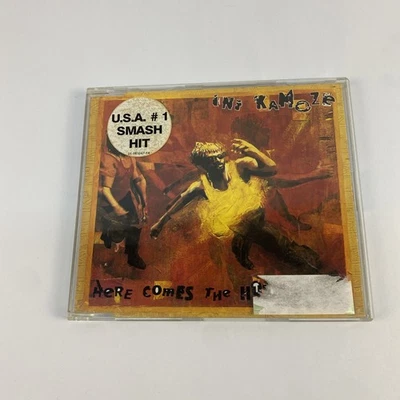 U.S.A. # 1
SMASH
HIT
ini KAMOZE
HERE COMES THE H